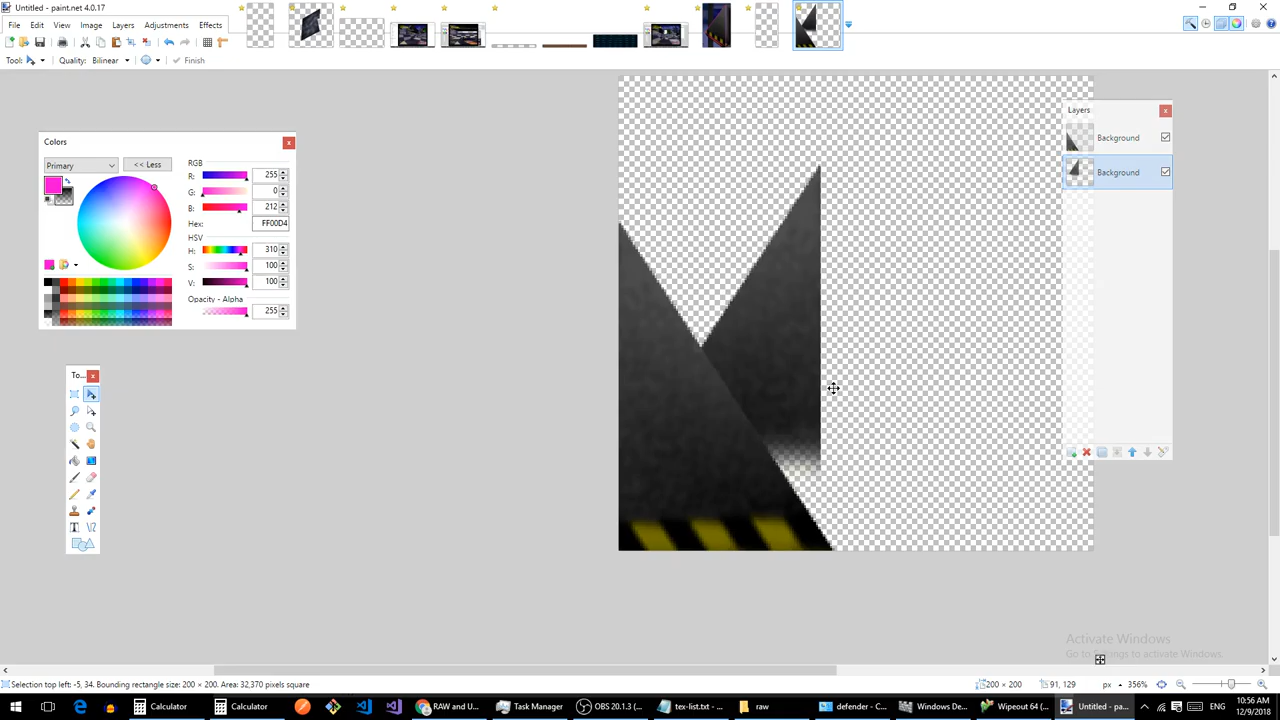 Untitled - paint.net 4.0.17
File Edit View Image Layers Adjustments Effects
Tool: Quality: Bilinear Finish
Colors
Primary << Less
RGB
R: 255
G: 0
B: 212
Hex: FF00D4
HSV
H: 310
S: 100
V: 100
Opacity - Alpha
255
To...
Layers
Background
Background
Activate Windows
Go to Settings to activate Windows.
Selection top left: -5, 34. Bounding rectangle size: 200 × 200. Area: 32,370 pixels square
200 × 200 91, 129 px 356%
Calculator Calculator RAW and U... Task Manager OBS 20.1.3 (... tex-list.txt - ... raw defender - C... Windows De... Wipeout 64 (... Untitled - pa... ENG
10:56 AM
12/9/2018